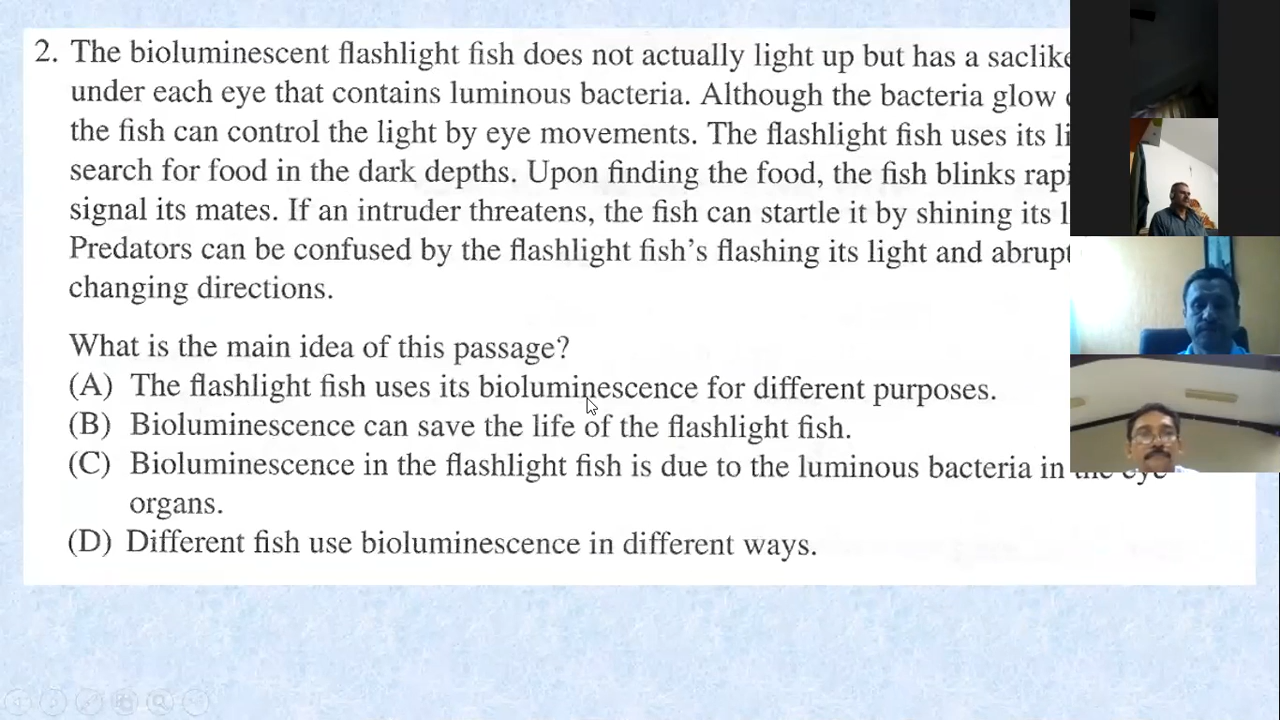 2. The bioluminescent flashlight fish does not actually light up but has a saclike
under each eye that contains luminous bacteria. Although the bacteria glow
the fish can control the light by eye movements. The flashlight fish uses its
search for food in the dark depths. Upon finding the food, the fish blinks
signal its mates. If an intruder threatens, the fish can startle it by shining its
Predators can be confused by the flashlight fish's flashing its light and
changing directions.
What is the main idea of this passage?
(A) The flashlight fish uses its bioluminescence for different purposes.
(B) Bioluminescence can save the life of the flashlight fish.
(C) Bioluminescence in the flashlight fish is due to the luminous bacteria in the eye
organs.
(D) Different fish use bioluminescence in different ways.